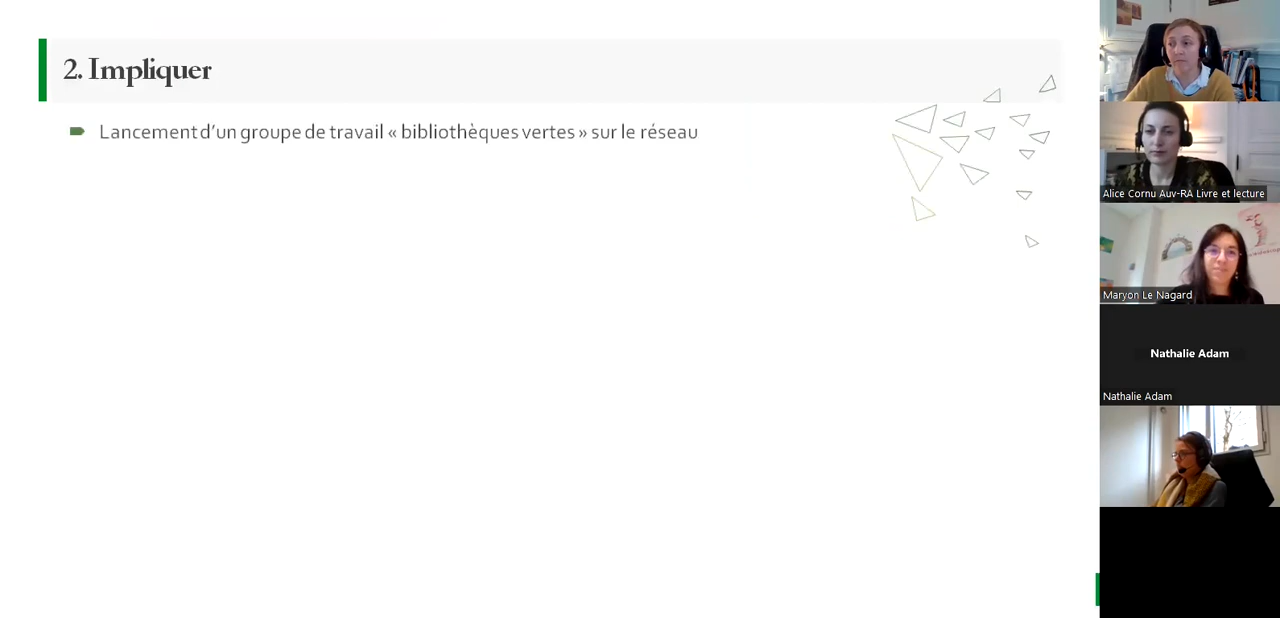 2. Impliquer
Lancement d'un groupe de travail « bibliothèques vertes » sur le réseau
Alice Cornu Auv-RA Livre et lecture
Maryon Le Nagard
Nathalie Adam
Nathalie Adam